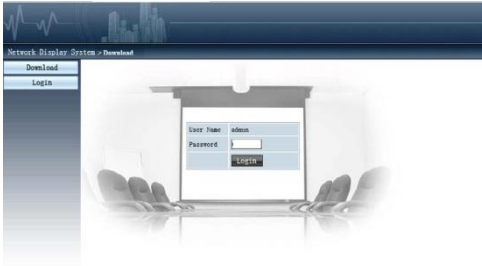 Network Display System > Download
Download
Login
User Name admin
Password
Login